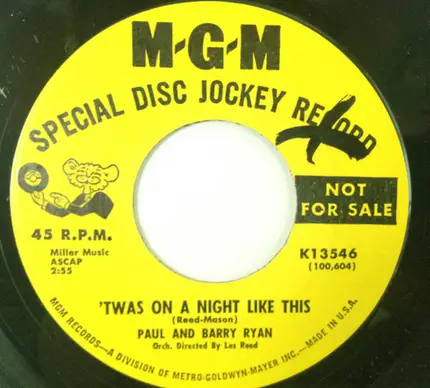 M-G-M
SPECIAL DISC JOCKEY RECORD
NOT
FOR SALE
45 R.P.M.
Miller Music
ASCAP
2:55
K13546
(100,604)
'TWAS ON A NIGHT LIKE THIS
(Reed-Mason)
PAUL AND BARRY RYAN
Orch. Directed By Les Reed
MGM RECORDS—A DIVISION OF METRO-GOLDWYN-MAYER INC.—MADE IN U.S.A.